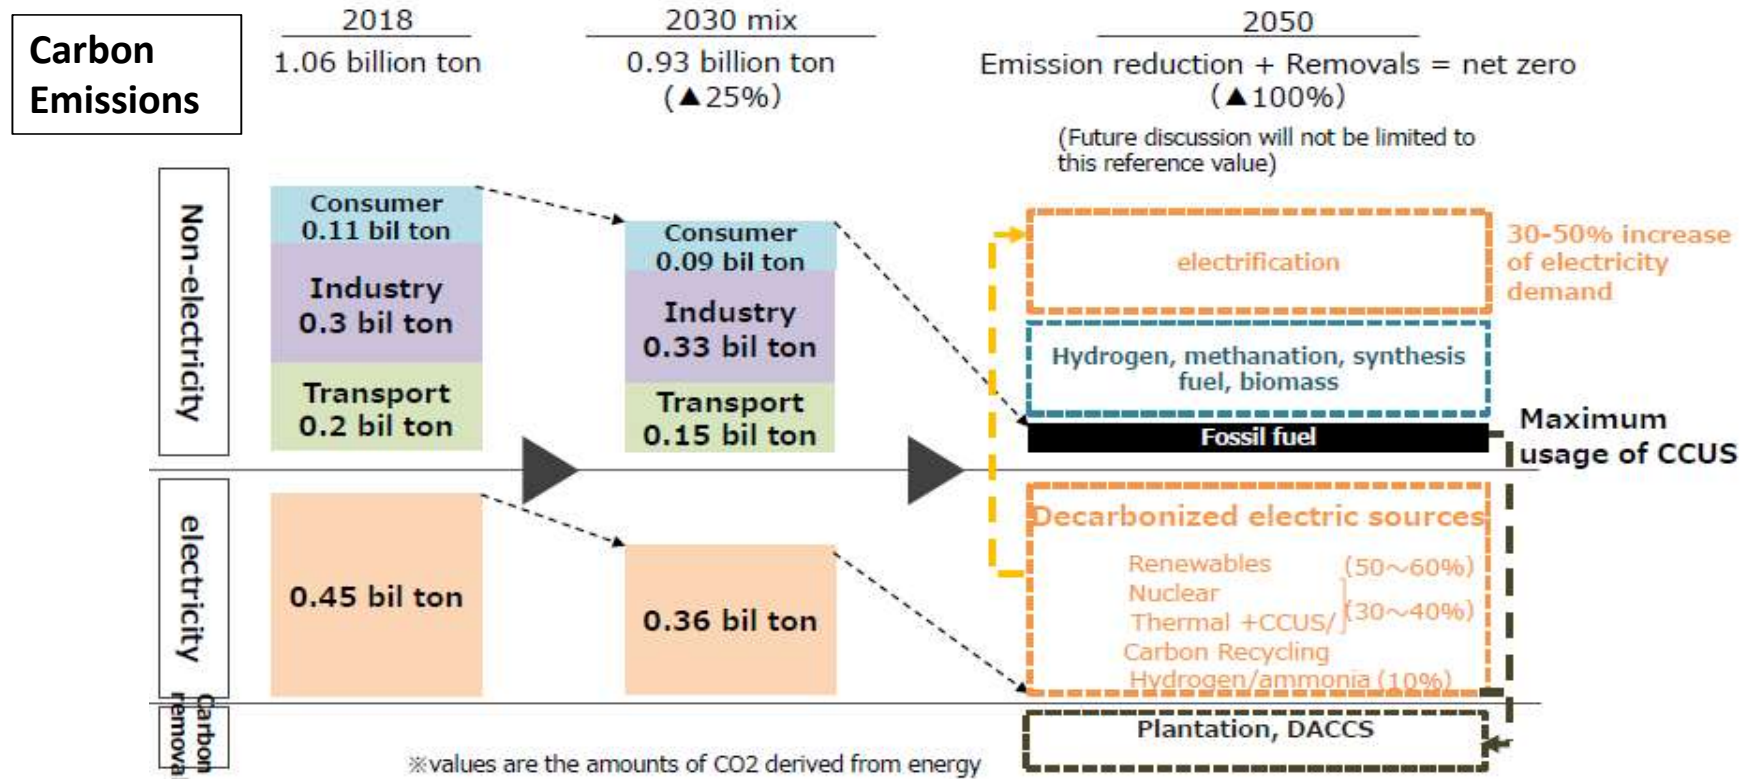 Carbon
Emissions
2018
1.06 billion ton
2030 mix
0.93 billion ton
(▲25%)
2050
Emission reduction + Removals = net zero
(▲100%)
(Future discussion will not be limited to
this reference value)
Non-electricity
Consumer
0.11 bil ton
Industry
0.3 bil ton
Transport
0.2 bil ton
Consumer
0.09 bil ton
Industry
0.33 bil ton
Transport
0.15 bil ton
electrification
30-50% increase
of electricity
demand
Hydrogen, methanation, synthesis
fuel, biomass
Fossil fuel
Maximum
usage of CCUS
electricity
0.45 bil ton
0.36 bil ton
Decarbonized electric sources
Renewables (50~60%)
Nuclear
Thermal +CCUS/ (30~40%)
Carbon Recycling
Hydrogen/ammonia (10%)
Carbon
removal
Plantation, DACCS
※values are the amounts of CO2 derived from energy